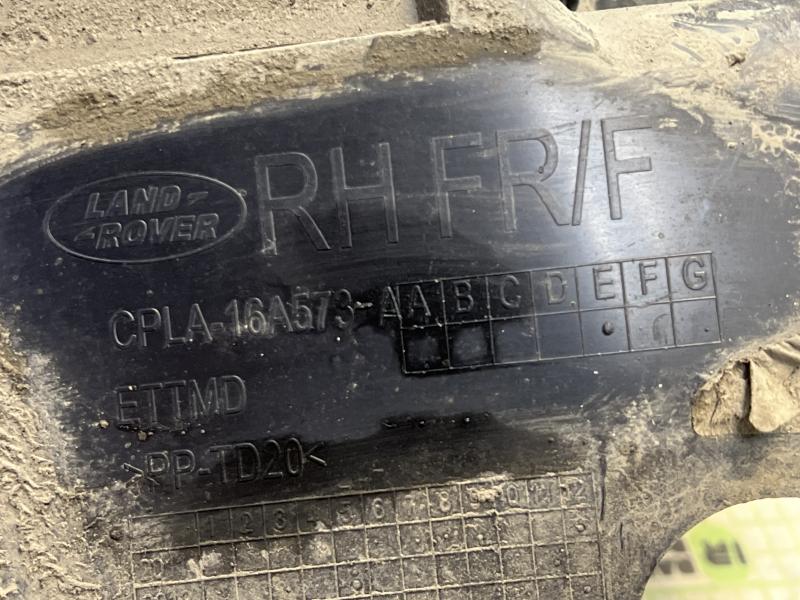 LAND
ROVER
RH FR/F
CPLA-16A573-A A B C D E F G
ETTMD
>PP-TD20<
1 2 3 4 5 6 7 8 9 10 11 12